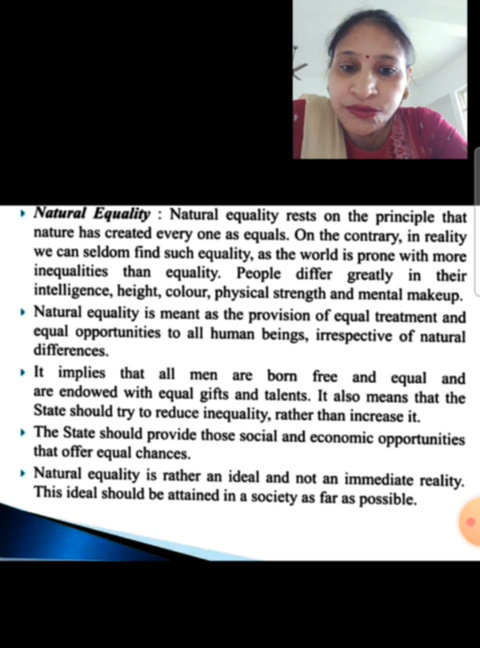 Natural Equality : Natural equality rests on the principle that
nature has created every one as equals. On the contrary, in reality
we can seldom find such equality, as the world is prone with more
inequalities than equality. People differ greatly in their
intelligence, height, colour, physical strength and mental makeup.
Natural equality is meant as the provision of equal treatment and
equal opportunities to all human beings, irrespective of natural
differences.
It implies that all men are born free and equal and
are endowed with equal gifts and talents. It also means that the
State should try to reduce inequality, rather than increase it.
The State should provide those social and economic opportunities
that offer equal chances.
Natural equality is rather an ideal and not an immediate reality.
This ideal should be attained in a society as far as possible.